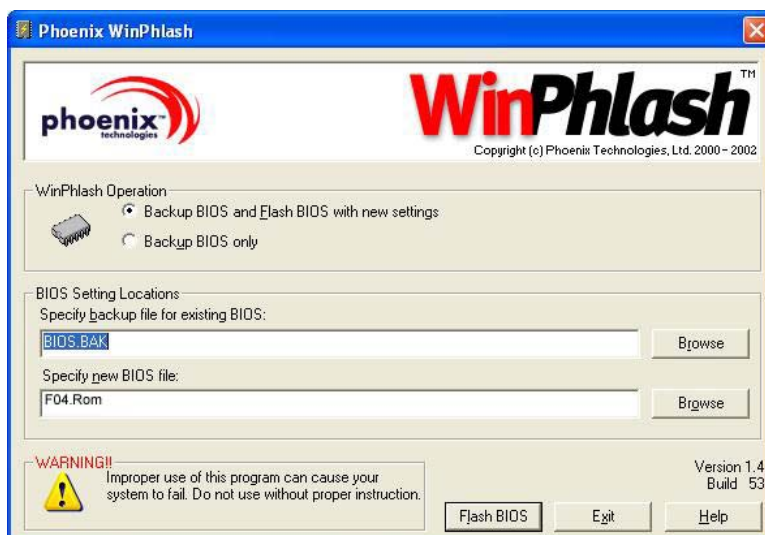 Phoenix WinPhlash
phoenix™
technologies
WinPhlash™
Copyright (c) Phoenix Technologies, Ltd. 2000 - 2002
WinPhlash Operation
Backup BIOS and Flash BIOS with new settings
Backup BIOS only
BIOS Setting Locations
Specify backup file for existing BIOS:
BIOS.BAK
Browse
Specify new BIOS file:
F04.Rom
Browse
WARNING!!
Improper use of this program can cause your
system to fail. Do not use without proper instruction.
Version 1.4
Build 53
Flash BIOS
Exit
Help